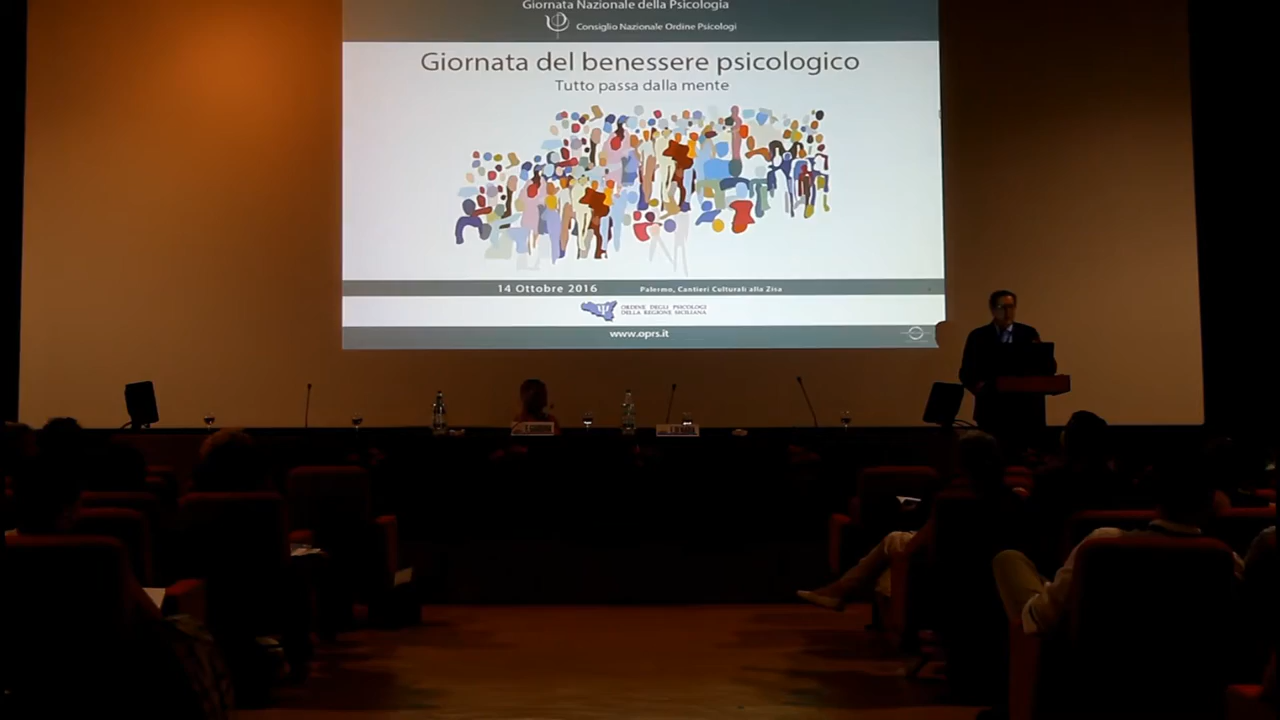 Giornata Nazionale della Psicologia
Consiglio Nazionale Ordine Psicologi
Giornata del benessere psicologico
Tutto passa dalla mente
14 Ottobre 2016 Palermo, Cantieri Culturali alla Zisa
ORDINE DEGLI PSICOLOGI
DELLA REGIONE SICILIANA
www.oprs.it